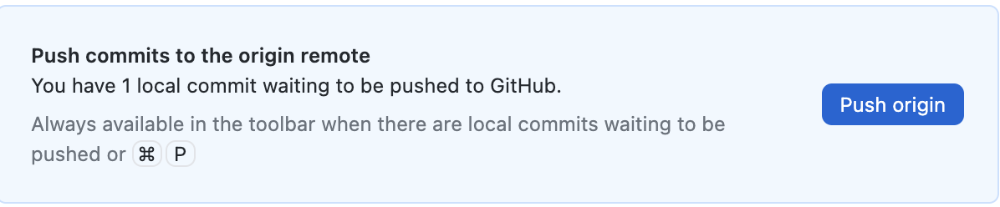 Push commits to the origin remote
You have 1 local commit waiting to be pushed to GitHub.
Push origin
Always available in the toolbar when there are local commits waiting to be
pushed or ⌘ P